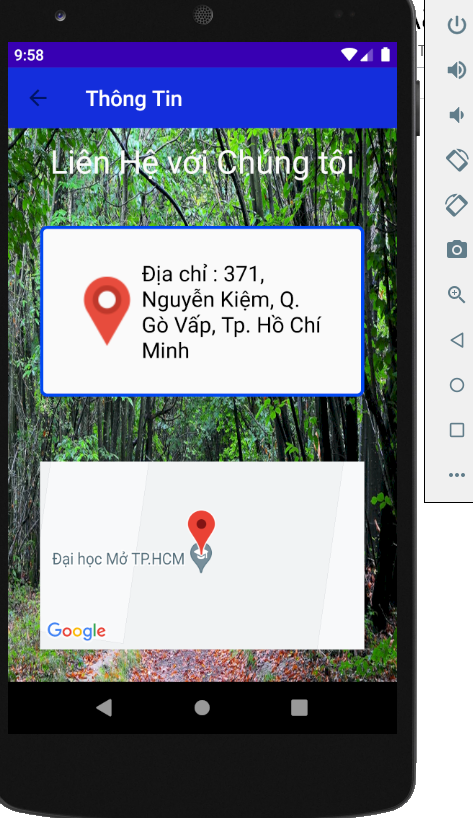 9:58
Thông Tin
Liên Hệ với Chúng tôi
Địa chỉ : 371,
Nguyễn Kiệm, Q.
Gò Vấp, Tp. Hồ Chí
Minh
Đại học Mở TP.HCM
Google